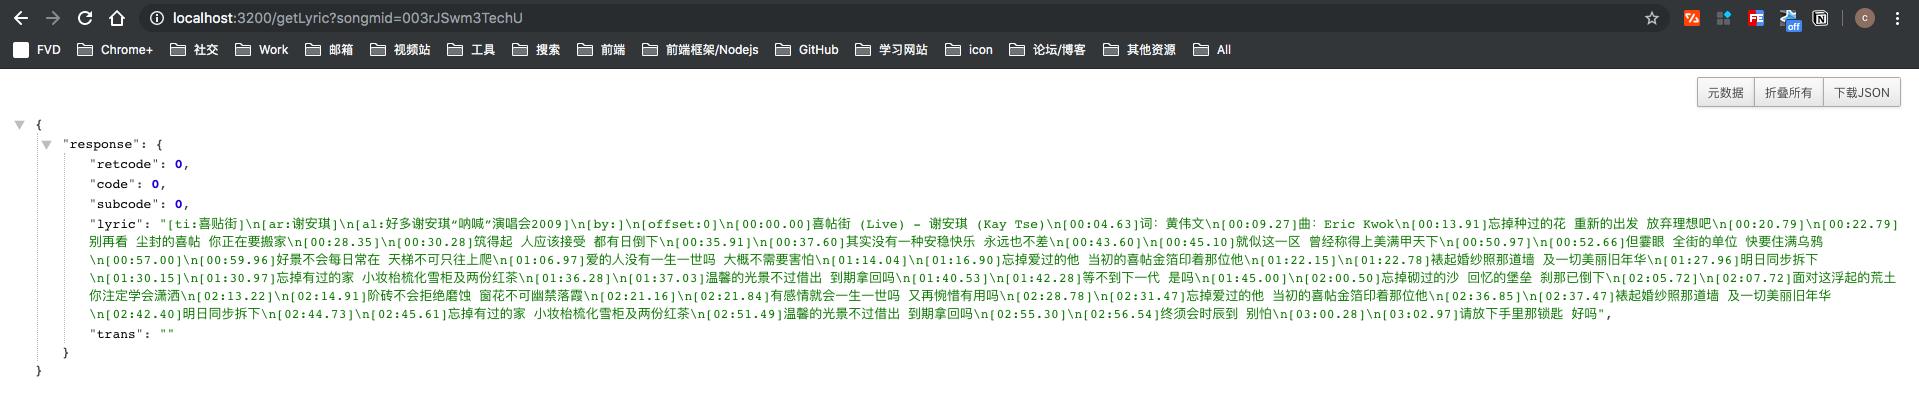 localhost:3200/getLyric?songmid=003rJSwm3TechU
off
c
FVD Chrome+ 社交 Work 邮箱 视频站 工具 搜索 前端 前端框架/Nodejs GitHub 学习网站 icon 论坛/博客 其他资源 All
元数据 折叠所有 下载JSON
{
"response": {
"retcode": 0,
"code": 0,
"subcode": 0,
"lyric": "[ti:喜贴街]\n[ar:谢安琪]\n[al:好多谢安琪“呐喊”演唱会2009]\n[by:]\n[offset:0]\n[00:00.00]喜帖街 (Live) - 谢安琪 (Kay Tse)\n[00:04.63]词：黄伟文\n[00:09.27]曲：Eric Kwok\n[00:13.91]忘掉种过的花 重新的出发 放弃理想吧\n[00:20.79]\n[00:22.79]
别再看 尘封的喜帖 你正在要搬家\n[00:28.35]\n[00:30.28]筑得起 人应该接受 都有日倒下\n[00:35.91]\n[00:37.60]其实没有一种安稳快乐 永远也不差\n[00:43.60]\n[00:45.10]就似这一区 曾经称得上美满甲天下\n[00:50.97]\n[00:52.66]但霎眼 全街的单位 快要住满乌鸦
\n[00:57.00]\n[00:59.96]好景不会每日常在 天梯不可只往上爬\n[01:06.97]爱的人没有一生一世吗 大概不需要害怕\n[01:14.04]\n[01:16.90]忘掉爱过的他 当初的喜帖金箔印着那位他\n[01:22.15]\n[01:22.78]裱起婚纱照那道墙 及一切美丽旧年华\n[01:27.96]明日同步拆下
\n[01:30.15]\n[01:30.97]忘掉有过的家 小妆枱梳化雪柜及两份红茶\n[01:36.28]\n[01:37.03]温馨的光景不过借出 到期拿回吗\n[01:40.53]\n[01:42.28]等不到下一代 是吗\n[01:45.00]\n[02:00.50]忘掉砌过的沙 回忆的堡垒 刹那已倒下\n[02:05.72]\n[02:07.72]面对这浮起的荒土
你注定学会潇洒\n[02:13.22]\n[02:14.91]阶砖不会拒绝磨蚀 窗花不可幽禁落霞\n[02:21.16]\n[02:21.84]有感情就会一生一世吗 又再惋惜有用吗\n[02:28.78]\n[02:31.47]忘掉爱过的他 当初的喜帖金箔印着那位他\n[02:36.85]\n[02:37.47]裱起婚纱照那道墙 及一切美丽旧年华
\n[02:42.40]明日同步拆下\n[02:44.73]\n[02:45.61]忘掉有过的家 小妆枱梳化雪柜及两份红茶\n[02:51.49]温馨的光景不过借出 到期拿回吗\n[02:55.30]\n[02:56.54]终须会时辰到 别怕\n[03:00.28]\n[03:02.97]请放下手里那锁匙 好吗",
"trans": ""
}
}